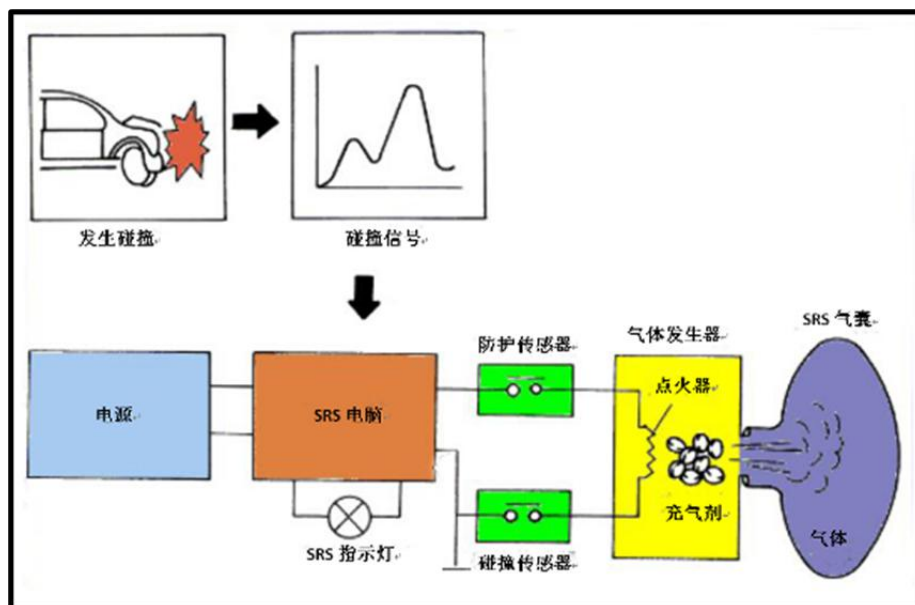 发生碰撞
碰撞信号
SRS 气囊
防护传感器
气体发生器
点火器
电源
SRS 电脑
充气剂
气体
SRS 指示灯
碰撞传感器